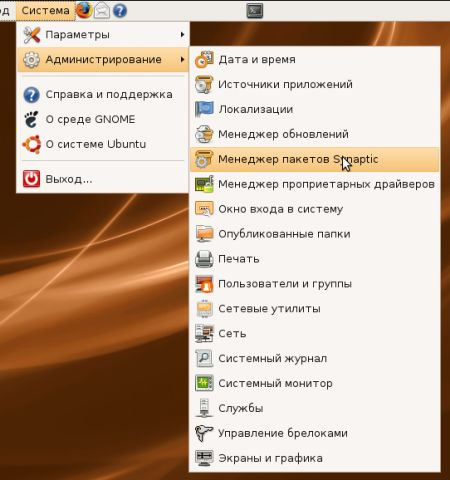 од Система
Параметры
Администрирование
Справка и поддержка
О среде GNOME
О системе Ubuntu
Выход...
Дата и время
Источники приложений
Локализации
Менеджер обновлений
Менеджер пакетов Synaptic
Менеджер проприетарных драйверов
Окно входа в систему
Опубликованные папки
Печать
Пользователи и группы
Сетевые утилиты
Сеть
Системный журнал
Системный монитор
Службы
Управление брелоками
Экраны и графика